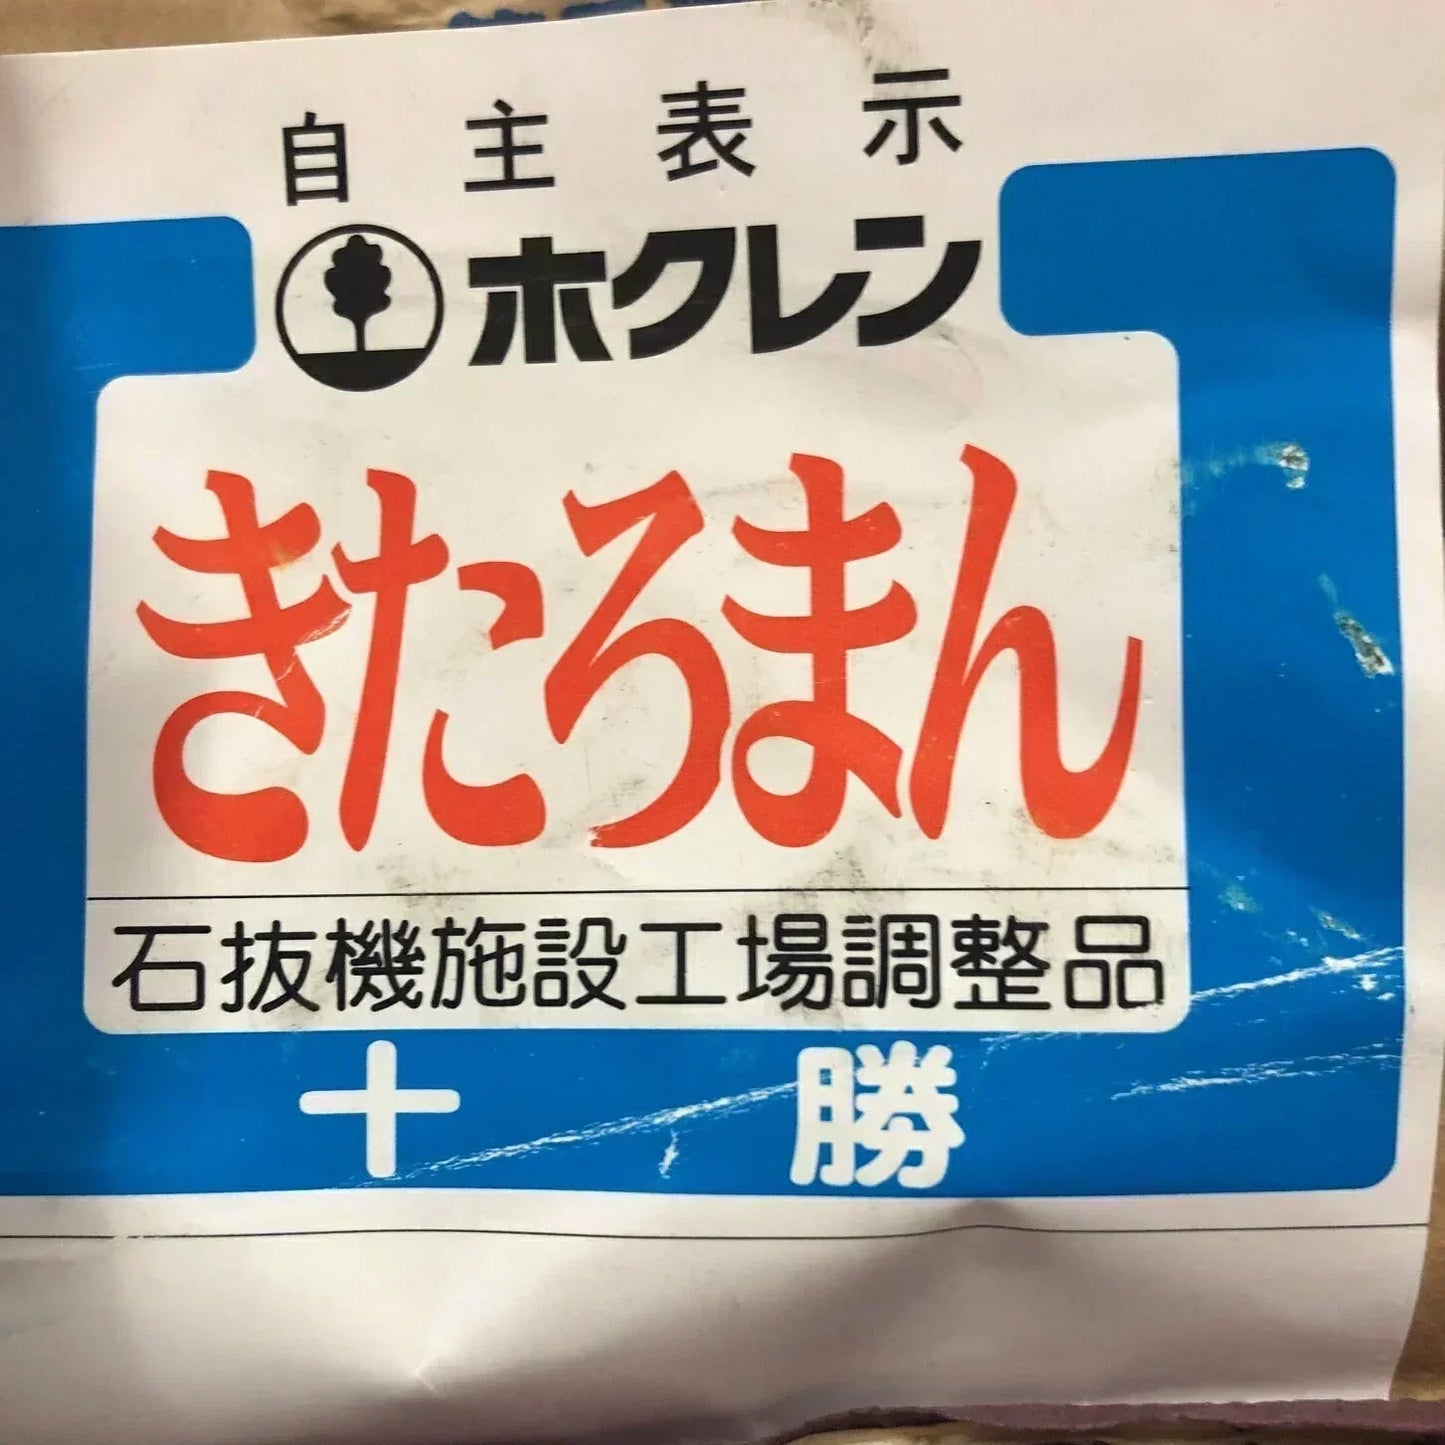 自主表示
ホクレン
きたろまん
石抜機施設工場調整品
十勝